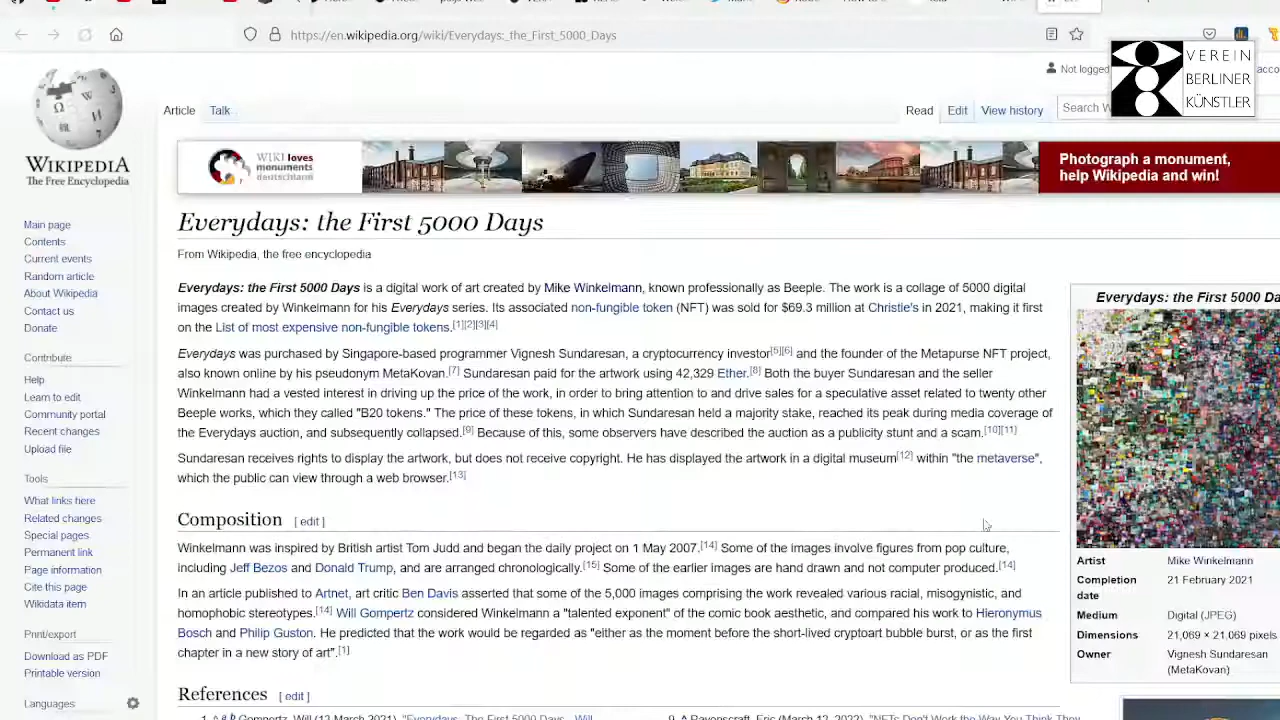 https://en.wikipedia.org/wiki/Everydays:_the_First_5000_Days
VEREIN
BERLINER
KÜNSTLER
Not logged
Article Talk
Read Edit View history
Search W
WIKIPEDIA
The Free Encyclopedia
WIKI loves
monuments
deutschland
Photograph a monument,
help Wikipedia and win!
Main page
Contents
Current events
Random article
About Wikipedia
Contact us
Donate
Contribute
Help
Learn to edit
Community portal
Recent changes
Upload file
Tools
What links here
Related changes
Special pages
Permanent link
Page information
Cite this page
Wikidata item
Print/export
Download as PDF
Printable version
Languages
Everydays: the First 5000 Days
From Wikipedia, the free encyclopedia
Everydays: the First 5000 Days is a digital work of art created by Mike Winkelmann, known professionally as Beeple. The work is a collage of 5000 digital
images created by Winkelmann for his Everydays series. Its associated non-fungible token (NFT) was sold for $69.3 million at Christie's in 2021, making it first
on the List of most expensive non-fungible tokens.[1][2][3][4]
Everydays was purchased by Singapore-based programmer Vignesh Sundaresan, a cryptocurrency investor[5][6] and the founder of the Metapurse NFT project,
also known online by his pseudonym MetaKovan.[7] Sundaresan paid for the artwork using 42,329 Ether.[8] Both the buyer Sundaresan and the seller
Winkelmann had a vested interest in driving up the price of the work, in order to bring attention to and drive sales for a speculative asset related to twenty other
Beeple works, which they called "B20 tokens." The price of these tokens, in which Sundaresan held a majority stake, reached its peak during media coverage of
the Everydays auction, and subsequently collapsed.[9] Because of this, some observers have described the auction as a publicity stunt and a scam.[10][11]
Sundaresan receives rights to display the artwork, but does not receive copyright. He has displayed the artwork in a digital museum[12] within "the metaverse",
which the public can view through a web browser.[13]
Composition [ edit ]
Winkelmann was inspired by British artist Tom Judd and began the daily project on 1 May 2007.[14] Some of the images involve figures from pop culture,
including Jeff Bezos and Donald Trump, and are arranged chronologically.[15] Some of the earlier images are hand drawn and not computer produced.[14]
In an article published to Artnet, art critic Ben Davis asserted that some of the 5,000 images comprising the work revealed various racial, misogynistic, and
homophobic stereotypes.[14] Will Gompertz considered Winkelmann a "talented exponent" of the comic book aesthetic, and compared his work to Hieronymus
Bosch and Philip Guston. He predicted that the work would be regarded as "either as the moment before the short-lived cryptoart bubble burst, or as the first
chapter in a new story of art".[1]
References [ edit ]
Everydays: the First 5000 Da
Artist Mike Winkelmann
Completion 21 February 2021
date
Medium Digital (JPEG)
Dimensions 21,069 × 21,069 pixels
Owner Vignesh Sundaresan
(MetaKovan)